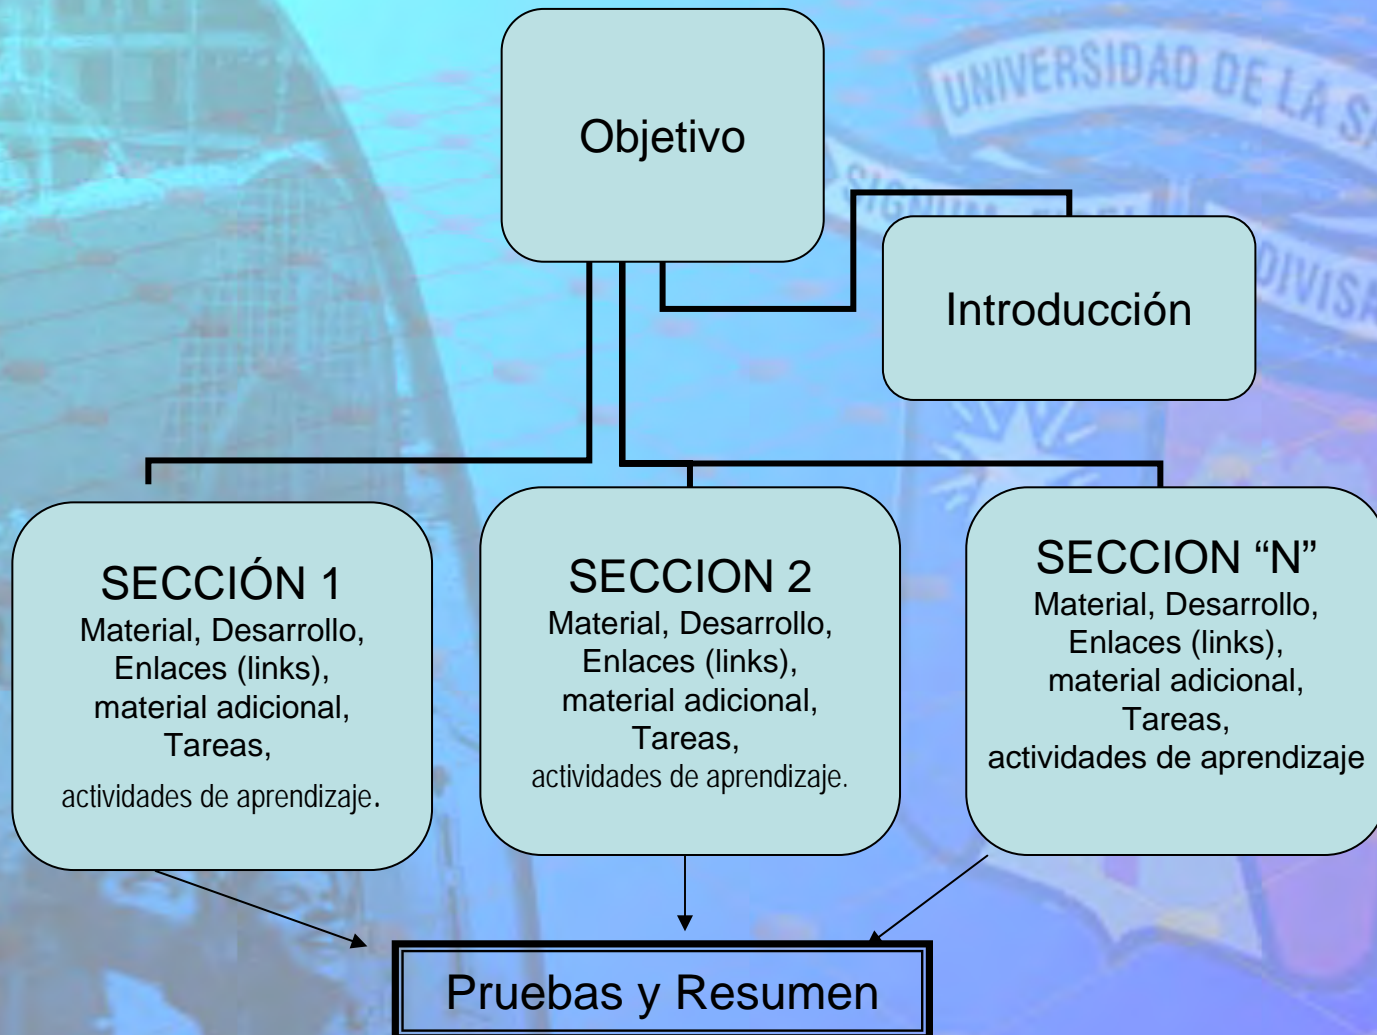 Objetivo
UNIVERSIDAD DE LA
SIGNUM
Introducción
SECCIÓN 1
Material, Desarrollo,
Enlaces (links),
material adicional,
Tareas,
actividades de aprendizaje.
SECCION 2
Material, Desarrollo,
Enlaces (links),
material adicional,
Tareas,
actividades de aprendizaje.
SECCION “N”
Material, Desarrollo,
Enlaces (links),
material adicional,
Tareas,
actividades de aprendizaje
Pruebas y Resumen